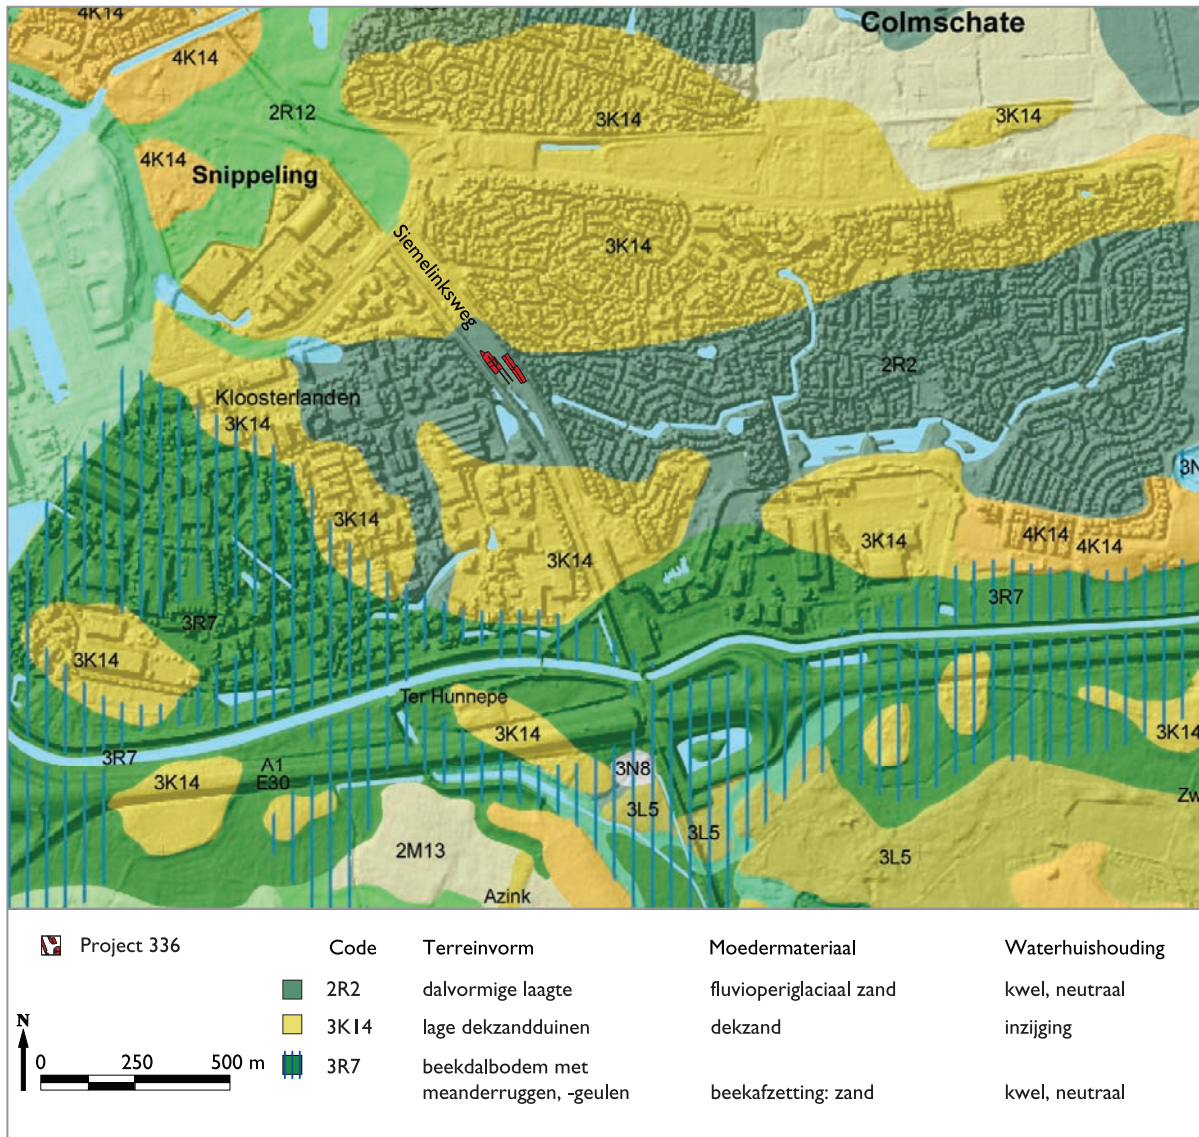 4K14
Colmschate
4K14
2R12
3K14
3K14
4K14
Snippeling
Siemelinksweg
3K14
2R2
Kloosterlanden
3K14
3N
3K14
3K14
3K14
4K14
4K14
3R7
3R7
3K14
Ter Hunnepe
3K14
3K14
3R7
A1
E30
3K14
3N8
3L5
Zw
3L5
2M13
3L5
Azink
Project 336
Code Terreinvorm Moedermateriaal Waterhuishouding
2R2 dalvormige laagte fluvioperiglaciaal zand kwel, neutraal
3K14 lage dekzandduinen dekzand inzijging
3R7 beekdalbodem met
meanderruggen, -geulen beekafzetting: zand kwel, neutraal
N
0 250 500 m